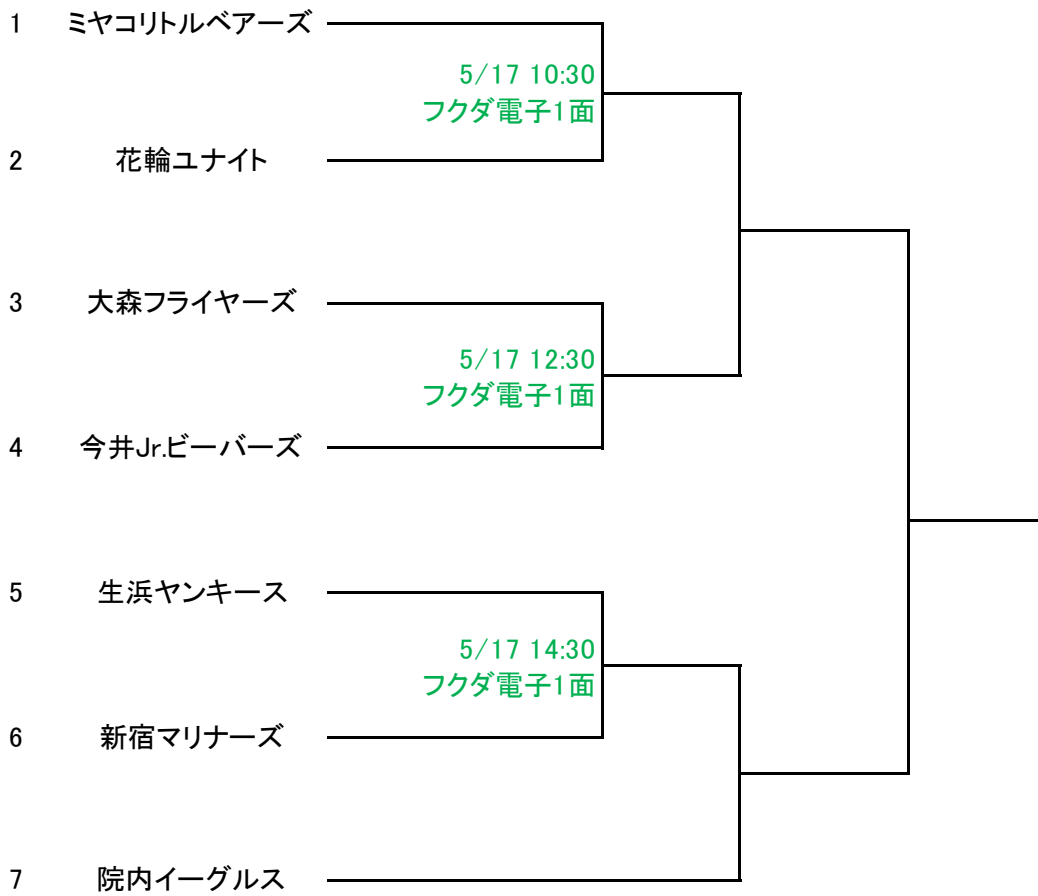 1 ミヤコリトルベアーズ
5/17 10:30
フクダ電子1面
2 花輪ユナイト
3 大森フライヤーズ
5/17 12:30
フクダ電子1面
4 今井Jr.ビーバーズ
5 生浜ヤンキース
5/17 14:30
フクダ電子1面
6 新宿マリナーズ
7 院内イーグルス